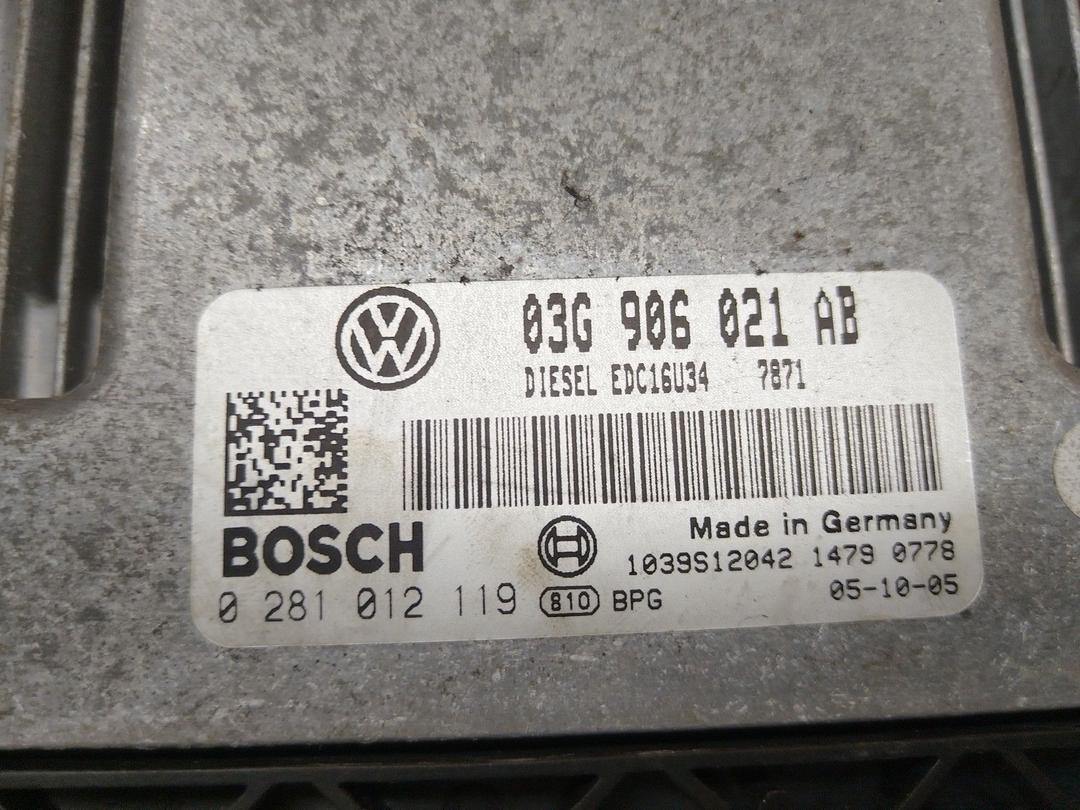 VW
03G 906 021 AB
DIESEL EDC16U34 7871
BOSCH
Made in Germany
1039S12042 1479 0778
0 281 012 119 810 BPG
05-10-05